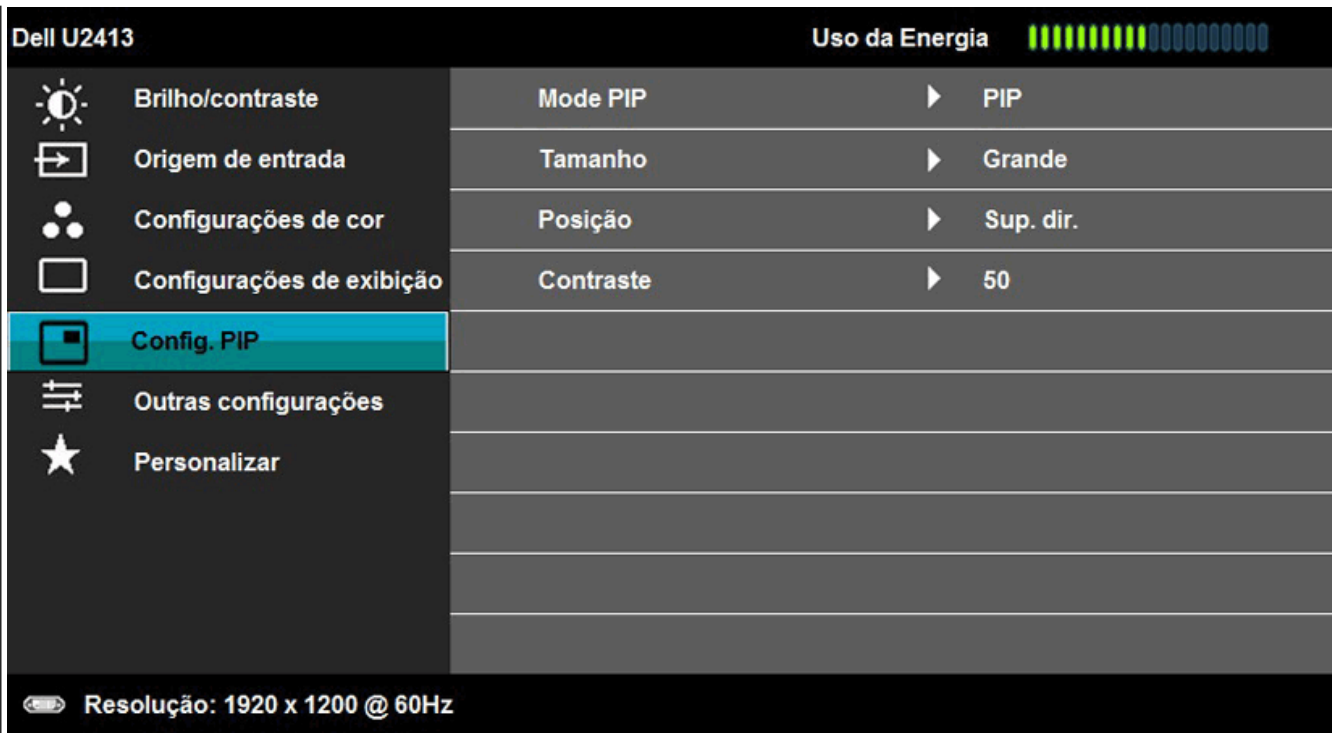 Dell U2413 Uso da Energia
Brilho/contraste Mode PIP PIP
Origem de entrada Tamanho Grande
Configurações de cor Posição Sup. dir.
Configurações de exibição Contraste 50
Config. PIP
Outras configurações
Personalizar
Resolução: 1920 x 1200 @ 60Hz